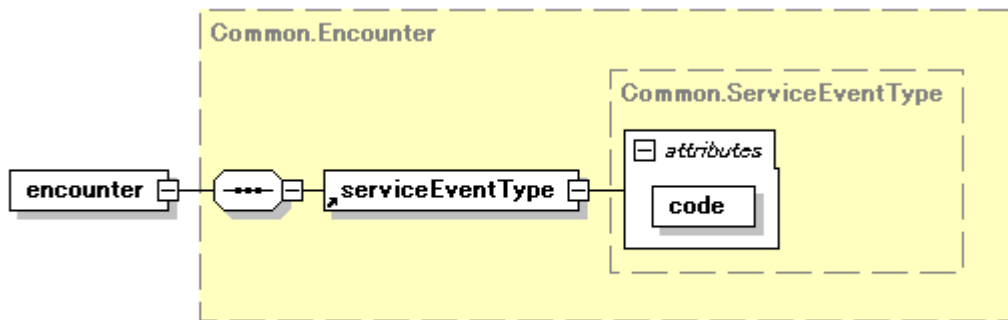 Common.Encounter
Common.ServiceEventType
attributes
encounter
serviceEventType
code